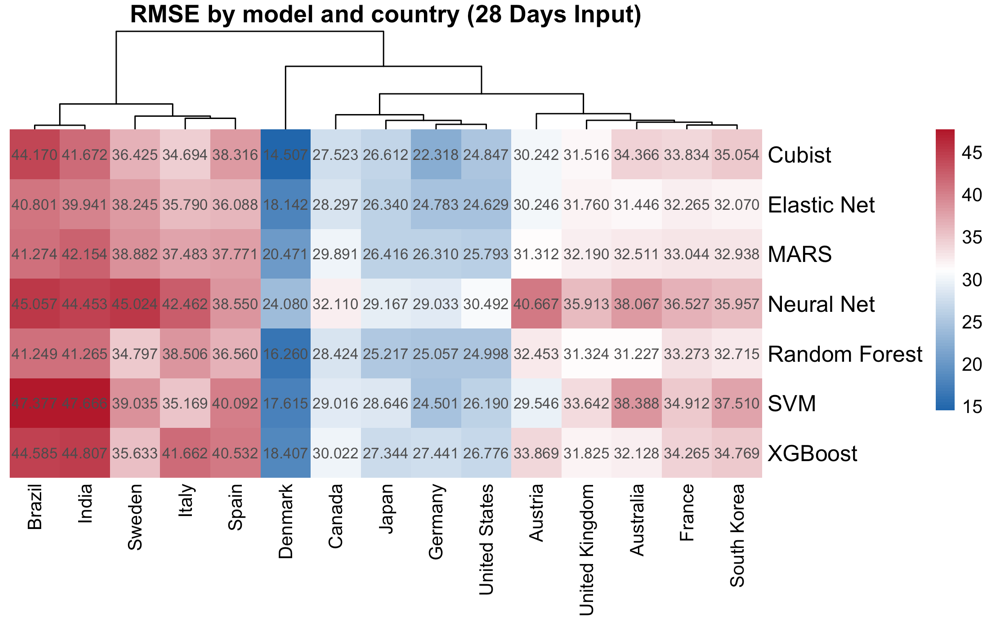 RMSE by model and country (28 Days Input)
44.170 41.672 36.425 34.694 38.316 14.507 27.523 26.612 22.318 24.847 30.242 31.516 34.366 33.834 35.054 Cubist
40.801 39.941 38.245 35.790 36.088 18.142 28.297 26.340 24.783 24.629 30.246 31.760 31.446 32.265 32.070 Elastic Net
41.274 42.154 38.882 37.483 37.771 20.471 29.891 26.416 26.310 25.793 31.312 32.190 32.511 33.044 32.938 MARS
45.057 44.453 45.024 42.462 38.550 24.080 32.110 29.167 29.033 30.492 40.667 35.913 38.067 36.527 35.957 Neural Net
41.249 41.265 34.797 38.506 36.560 16.260 28.424 25.217 25.057 24.998 32.453 31.324 31.227 33.273 32.715 Random Forest
47.377 47.666 39.035 35.169 40.092 17.615 29.016 28.646 24.501 26.190 29.546 33.642 38.388 34.912 37.510 SVM
44.585 44.807 35.633 41.662 40.532 18.407 30.022 27.344 27.441 26.776 33.869 31.825 32.128 34.265 34.769 XGBoost
Brazil
India
Sweden
Italy
Spain
Denmark
Canada
Japan
Germany
United States
Austria
United Kingdom
Australia
France
South Korea
45
40
35
30
25
20
15